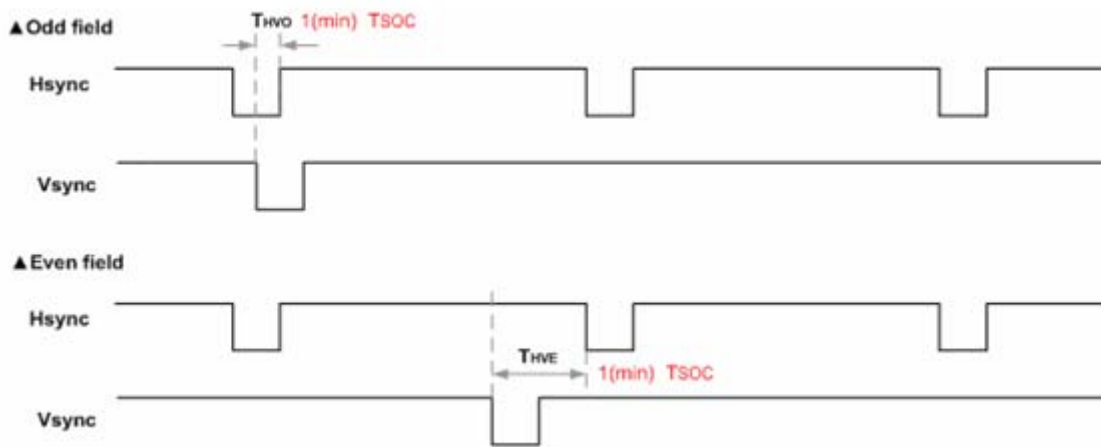 THVO 1(min) TSOC
▲Odd field
Hsync
Vsync
▲Even field
Hsync
THVE
1(min) TSOC
Vsync